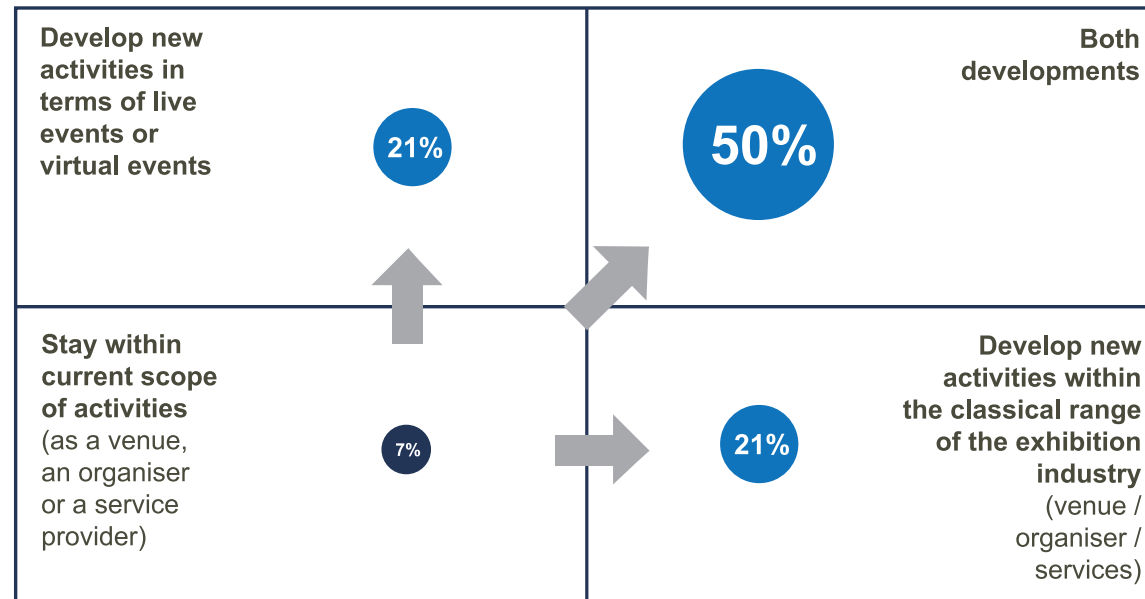 Develop new
activities in
terms of live
events or
virtual events
21%
Both
developments
50%
Stay within
current scope
of activities
(as a venue,
an organiser
or a service
provider)
7%
Develop new
activities within
the classical range
of the exhibition
industry
(venue /
organiser /
services)
21%